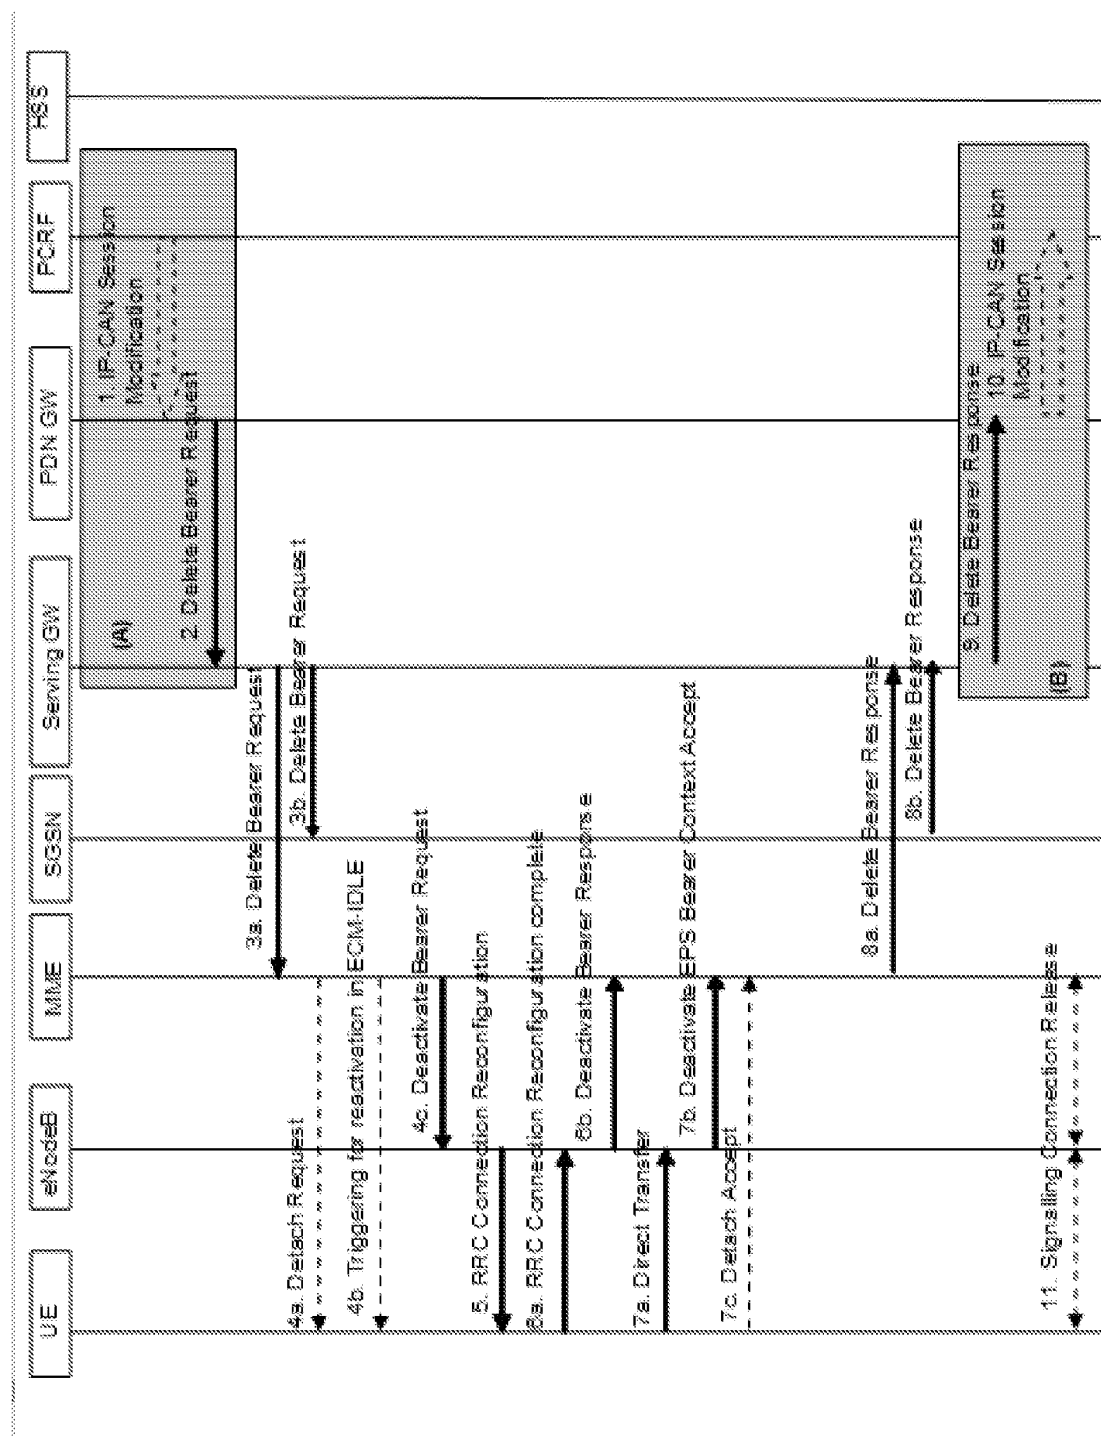 UE
eNodeB
MME
SGSN
Serving GW
PDN GW
PCRF
HSS
1. IP-CAN Session
Modification
(A)
2. Delete Bearer Request
3a. Delete Bearer Request
3b. Delete Bearer Request
4a. Detach Request
4b. Triggering for reactivation in ECM-IDLE
4c. Deactivate Bearer Request
5. RRC Connection Reconfiguration
6a. RRC Connection Reconfiguration complete
6b. Deactivate Bearer Response
7a. Direct Transfer
7b. Deactivate EPS Bearer Context Accept
7c. Detach Accept
8a. Delete Bearer Response
8b. Delete Bearer Response
9. Delete Bearer Response
10. IP-CAN Session
Modification
(B)
11. Signalling Connection Release